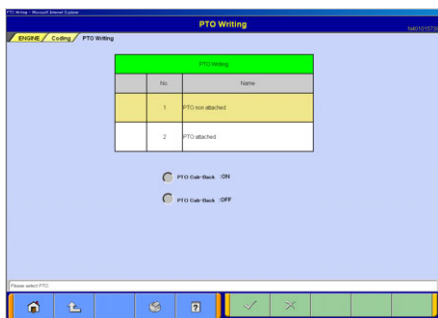 PTO Writing - Microsoft Internet Explorer
PTO Writing
ENGINE Coding PTO Writing
PTO Writing
No. Name
1 PTO non attached
2 PTO attached
PTO Cab-Back :ON
PTO Cab-Back :OFF
Please select PTO.
?